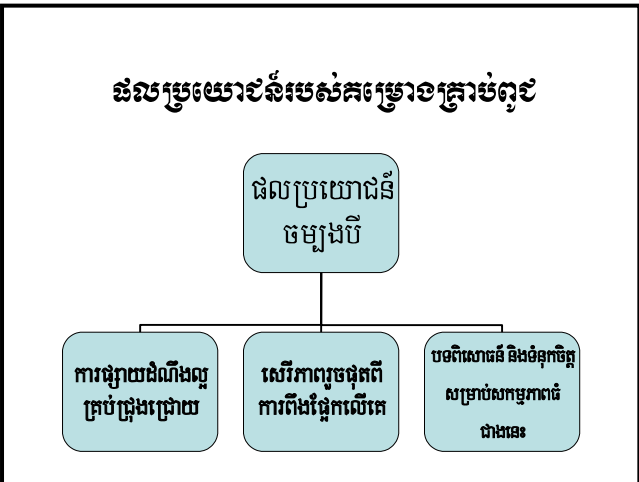 ផលប្រយោជន៍របស់គម្រោងគ្រាប់ពូជ
ផលប្រយោជន៍
ចម្បងបី
ការផ្សាយដំណឹងល្អ
គ្រប់ជ្រុងជ្រោយ
សេរីភាពរួចផុតពី
ការពឹងផ្អែកលើគេ
បទពិសោធន៍ និងទំនុកចិត្ត
សម្រាប់សកម្មភាពធំ
ជាងនេះ